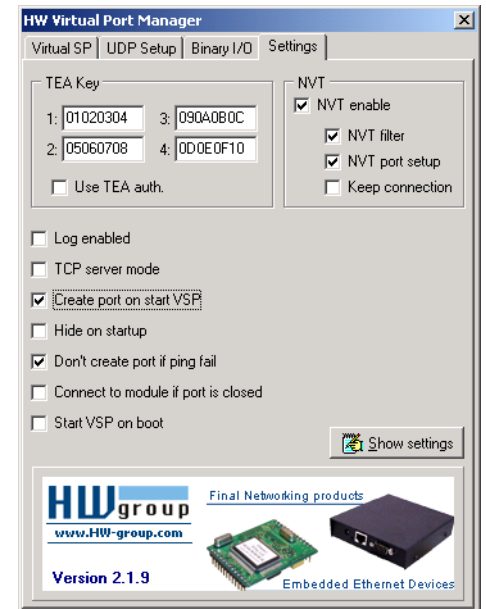 HW Virtual Port Manager
Virtual SP UDP Setup Binary I/O Settings
TEA Key
1: 01020304 3: 090A0B0C
2: 05060708 4: 0D0E0F10
Use TEA auth.
NVT
NVT enable
NVT filter
NVT port setup
Keep connection
Log enabled
TCP server mode
Create port on start VSP
Hide on startup
Don't create port if ping fail
Connect to module if port is closed
Start VSP on boot
Show settings
HWgroup
www.HW-group.com
Version 2.1.9
Final Networking products
Embedded Ethernet Devices